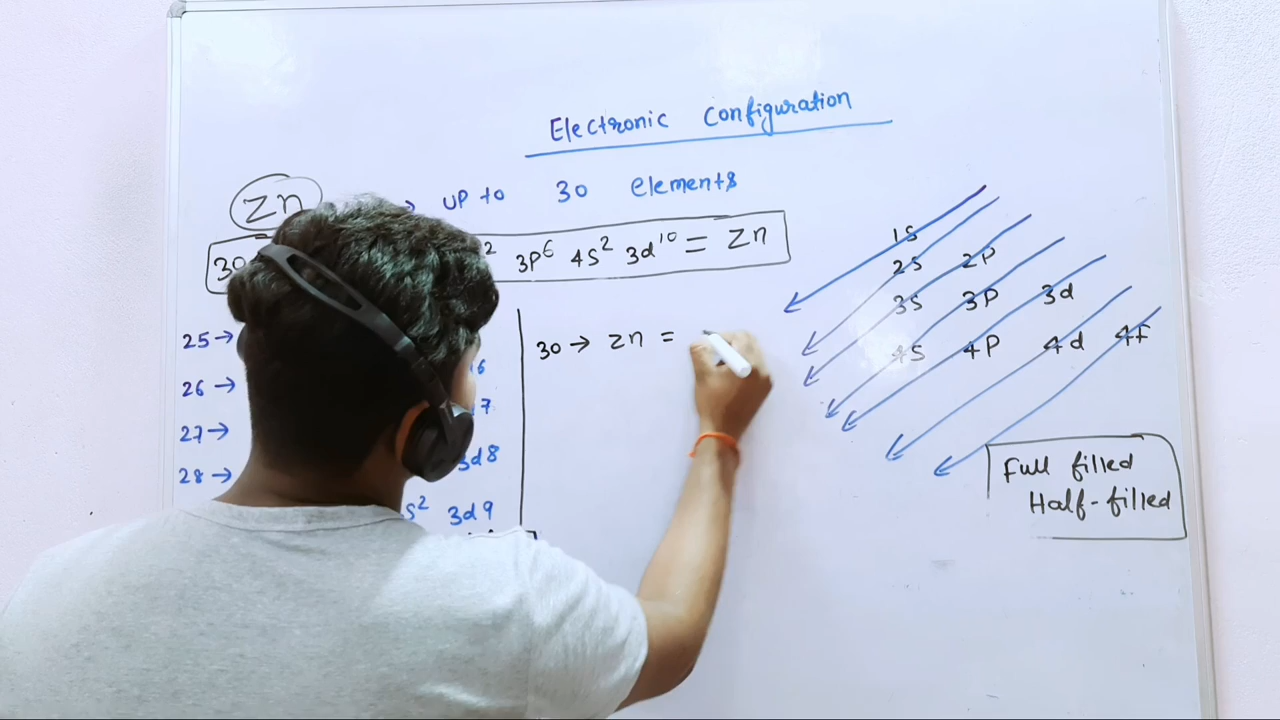 Electronic Configuration
Zn
UP to 30 elements
30
2 3P⁶ 4S² 3d¹⁰ = Zn
1S
2S 2P
3S 3P 3d
4S 4P 4d 4f
25 →
26 → 6
27 → 7
28 → 3d8
S² 3d9
30 → Zn =
Full filled
Half-filled